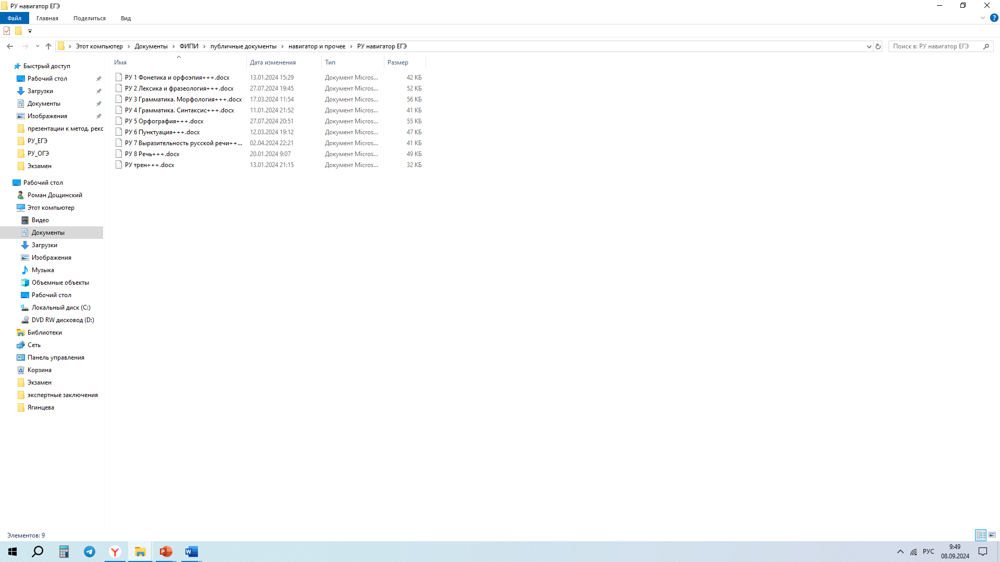 РУ навигатор ЕГЭ
Файл Главная Поделиться Вид
Этот компьютер › Документы › ФИПИ › публичные документы › навигатор и прочее › РУ навигатор ЕГЭ
Поиск в: РУ навигатор ЕГЭ
Имя Дата изменения Тип Размер
РУ 1 Фонетика и орфоэпия+++.docx 13.01.2024 15:29 Документ Micros... 42 КБ
РУ 2 Лексика и фразеология+++.docx 27.07.2024 19:45 Документ Micros... 52 КБ
РУ 3 Грамматика. Морфология+++.docx 17.03.2024 11:54 Документ Micros... 56 КБ
РУ 4 Грамматика. Синтаксис+++.docx 11.01.2024 21:52 Документ Micros... 41 КБ
РУ 5 Орфография+++.docx 27.07.2024 20:51 Документ Micros... 55 КБ
РУ 6 Пунктуация+++.docx 12.03.2024 19:12 Документ Micros... 47 КБ
РУ 7 Выразительность русской речи++... 02.04.2024 22:21 Документ Micros... 41 КБ
РУ 8 Речь+++.docx 20.01.2024 9:07 Документ Micros... 49 КБ
РУ трен+++.docx 13.01.2024 21:15 Документ Micros... 32 КБ
Быстрый доступ
Рабочий стол
Загрузки
Документы
Изображения
презентации к метод. рекс
РУ_ЕГЭ
РУ_ОГЭ
Экзамен
Рабочий стол
Роман Дощинский
Этот компьютер
Видео
Документы
Загрузки
Изображения
Музыка
Объемные объекты
Рабочий стол
Локальный диск (C:)
DVD RW дисковод (D:)
Библиотеки
Сеть
Панель управления
Корзина
Экзамен
экспертные заключения
Ягинцева
Элементов: 9
РУС
9:49
08.09.2024